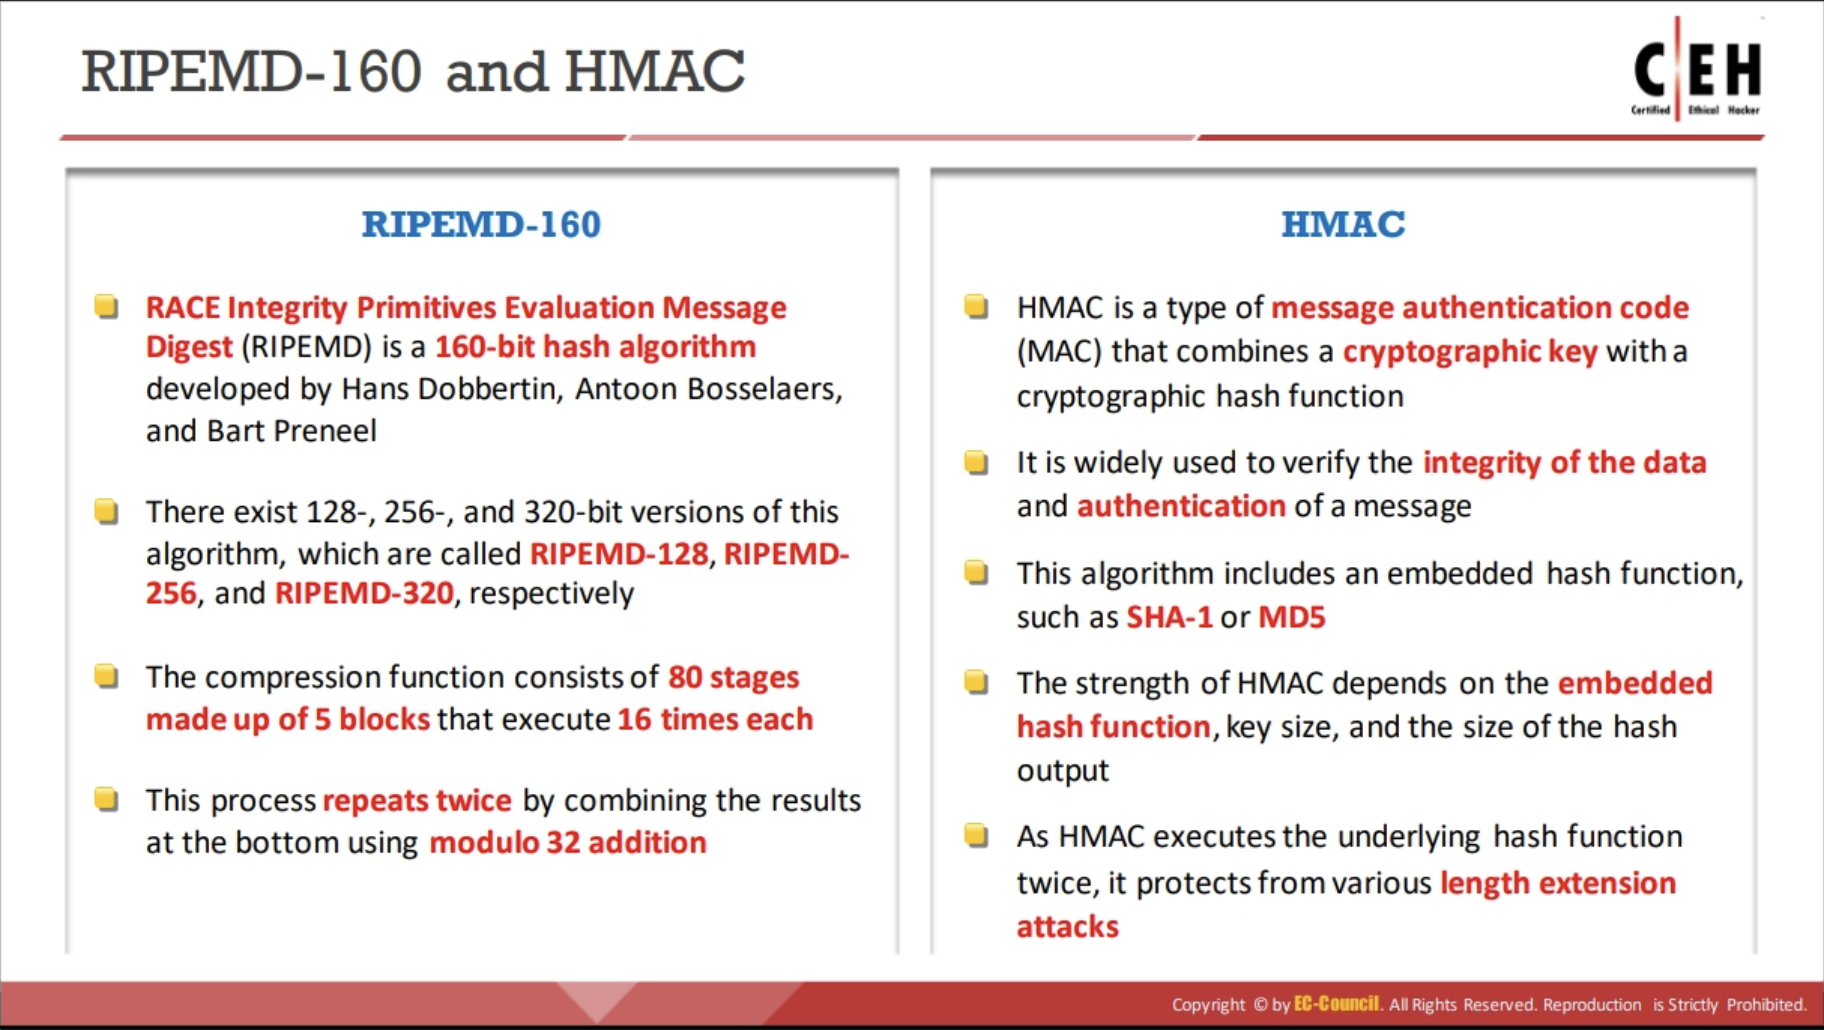 RIPEMD-160 and HMAC
C|EH
Certified Ethical Hacker
RIPEMD-160
RACE Integrity Primitives Evaluation Message
Digest (RIPEMD) is a 160-bit hash algorithm
developed by Hans Dobbertin, Antoon Bosselaers,
and Bart Preneel
There exist 128-, 256-, and 320-bit versions of this
algorithm, which are called RIPEMD-128, RIPEMD-
256, and RIPEMD-320, respectively
The compression function consists of 80 stages
made up of 5 blocks that execute 16 times each
This process repeats twice by combining the results
at the bottom using modulo 32 addition
HMAC
HMAC is a type of message authentication code
(MAC) that combines a cryptographic key with a
cryptographic hash function
It is widely used to verify the integrity of the data
and authentication of a message
This algorithm includes an embedded hash function,
such as SHA-1 or MD5
The strength of HMAC depends on the embedded
hash function, key size, and the size of the hash
output
As HMAC executes the underlying hash function
twice, it protects from various length extension
attacks
Copyright © by EC-Council. All Rights Reserved. Reproduction is Strictly Prohibited.